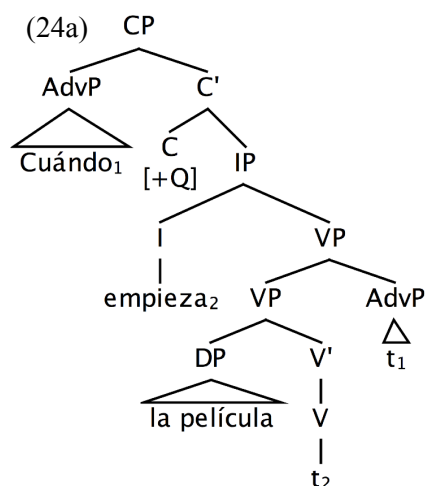 (24a) CP
AdvP C'
Cuándo₁ C IP
[+Q]
I VP
empieza₂ VP AdvP
DP V' t₁
la película V
t₂